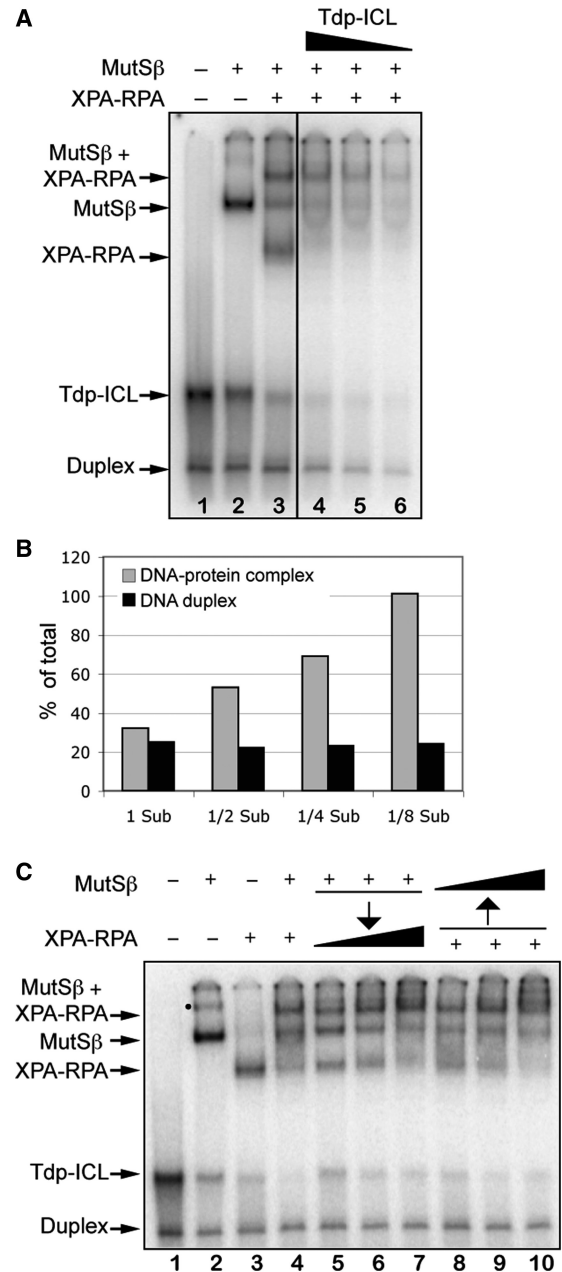 A
Tdp-ICL
MutSβ – + + + + +
XPA-RPA – – + + + +
MutSβ +
XPA-RPA
MutSβ
XPA-RPA
Tdp-ICL
Duplex
1 2 3 4 5 6
B
% of total
120
100
80
60
40
20
0
DNA-protein complex
DNA duplex
1 Sub 1/2 Sub 1/4 Sub 1/8 Sub
C
MutSβ – + – + + + +
XPA-RPA – – + + + + +
MutSβ +
XPA-RPA
MutSβ
XPA-RPA
Tdp-ICL
Duplex
1 2 3 4 5 6 7 8 9 10